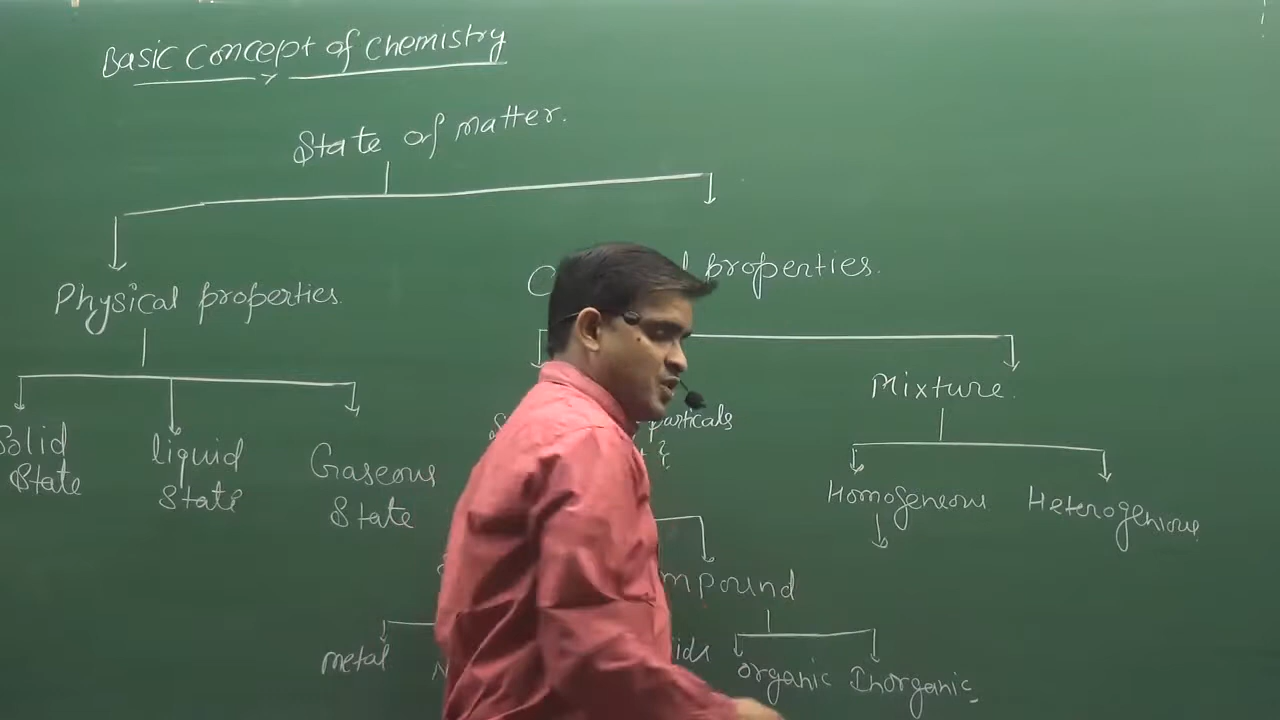 Basic Concept of Chemistry
State of matter.
Physical properties.
properties.
Solid State
liquid State
Gaseous State
particals
&
Mixture.
Homogeneous
Heterogenious
metal
organic
Inorganic